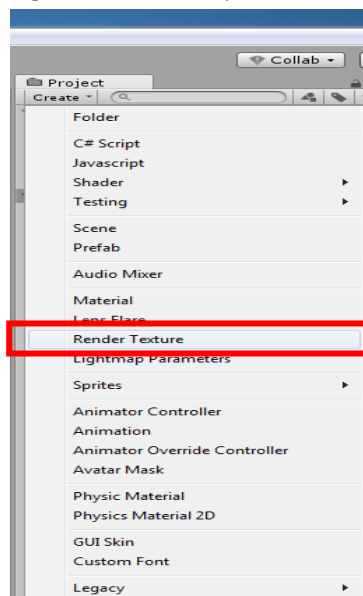 Collab
Project
Create
Folder
C# Script
Javascript
Shader
Testing
Scene
Prefab
Audio Mixer
Material
Lens Flare
Render Texture
Lightmap Parameters
Sprites
Animator Controller
Animation
Animator Override Controller
Avatar Mask
Physic Material
Physics Material 2D
GUI Skin
Custom Font
Legacy